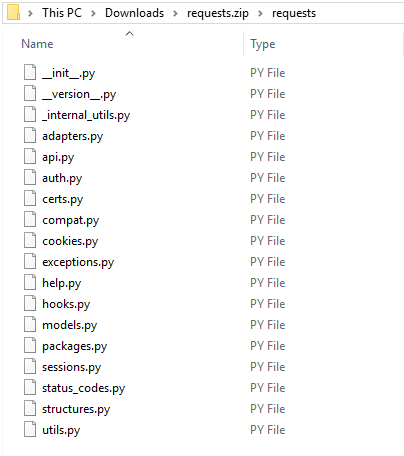 This PC > Downloads > requests.zip > requests
Name Type
__init__.py PY File
__version__.py PY File
_internal_utils.py PY File
adapters.py PY File
api.py PY File
auth.py PY File
certs.py PY File
compat.py PY File
cookies.py PY File
exceptions.py PY File
help.py PY File
hooks.py PY File
models.py PY File
packages.py PY File
sessions.py PY File
status_codes.py PY File
structures.py PY File
utils.py PY File